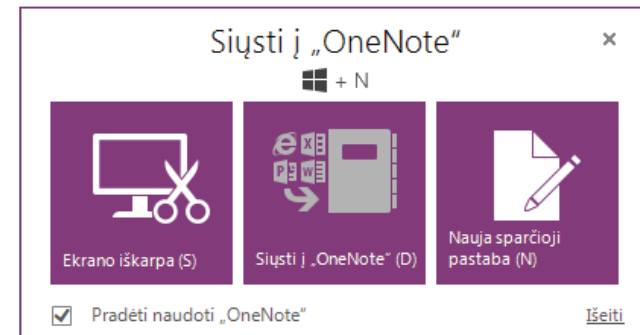 Siųsti į „OneNote“
+ N
Ekrano iškarpa (S)
Siųsti į „OneNote“ (D)
Nauja sparčioji
pastaba (N)
Pradėti naudoti „OneNote“
Išeiti